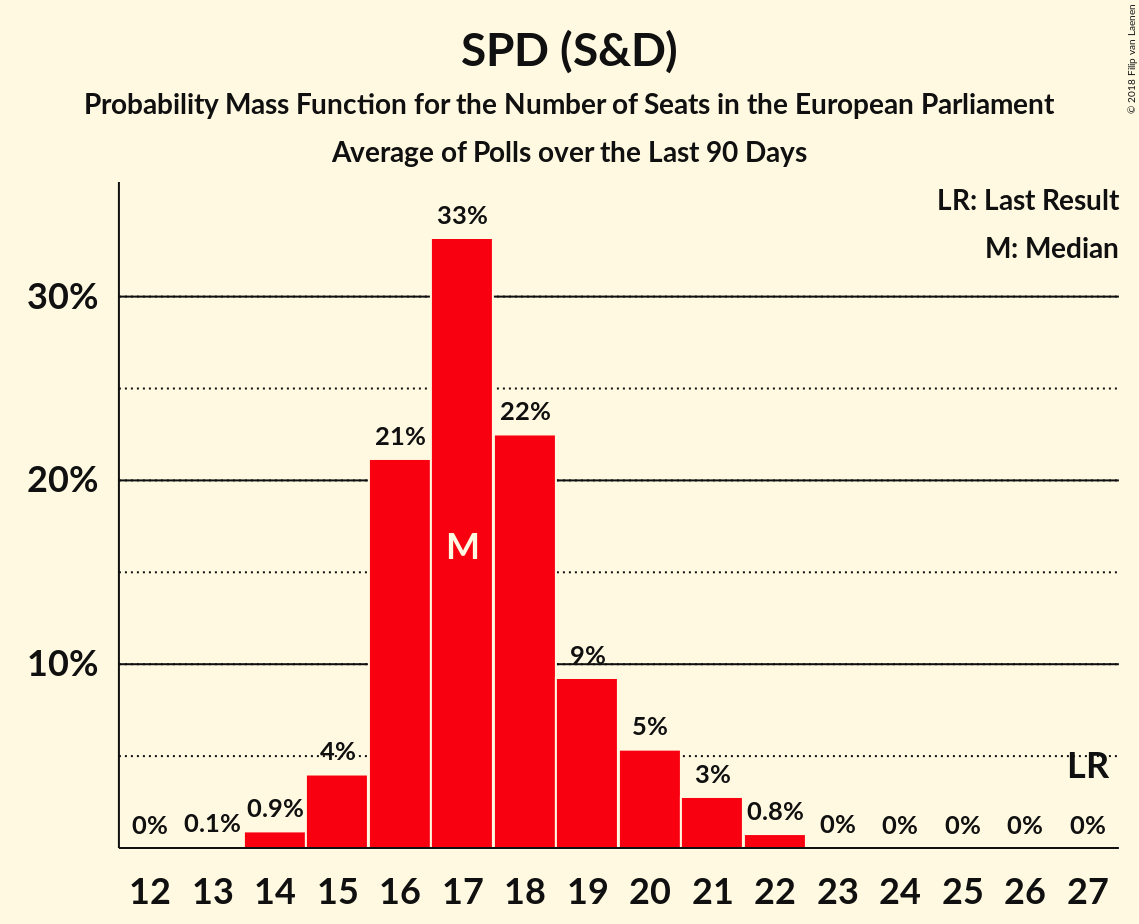 SPD (S&D)
Probability Mass Function for the Number of Seats in the European Parliament
Average of Polls over the Last 90 Days
© 2018 Filip van Laenen
LR: Last Result
M: Median
30%
20%
10%
0%
0.1%
0.9%
4%
21%
33%
22%
9%
5%
3%
0.8%
0%
0%
0%
0%
0%
M
LR
12 13 14 15 16 17 18 19 20 21 22 23 24 25 26 27